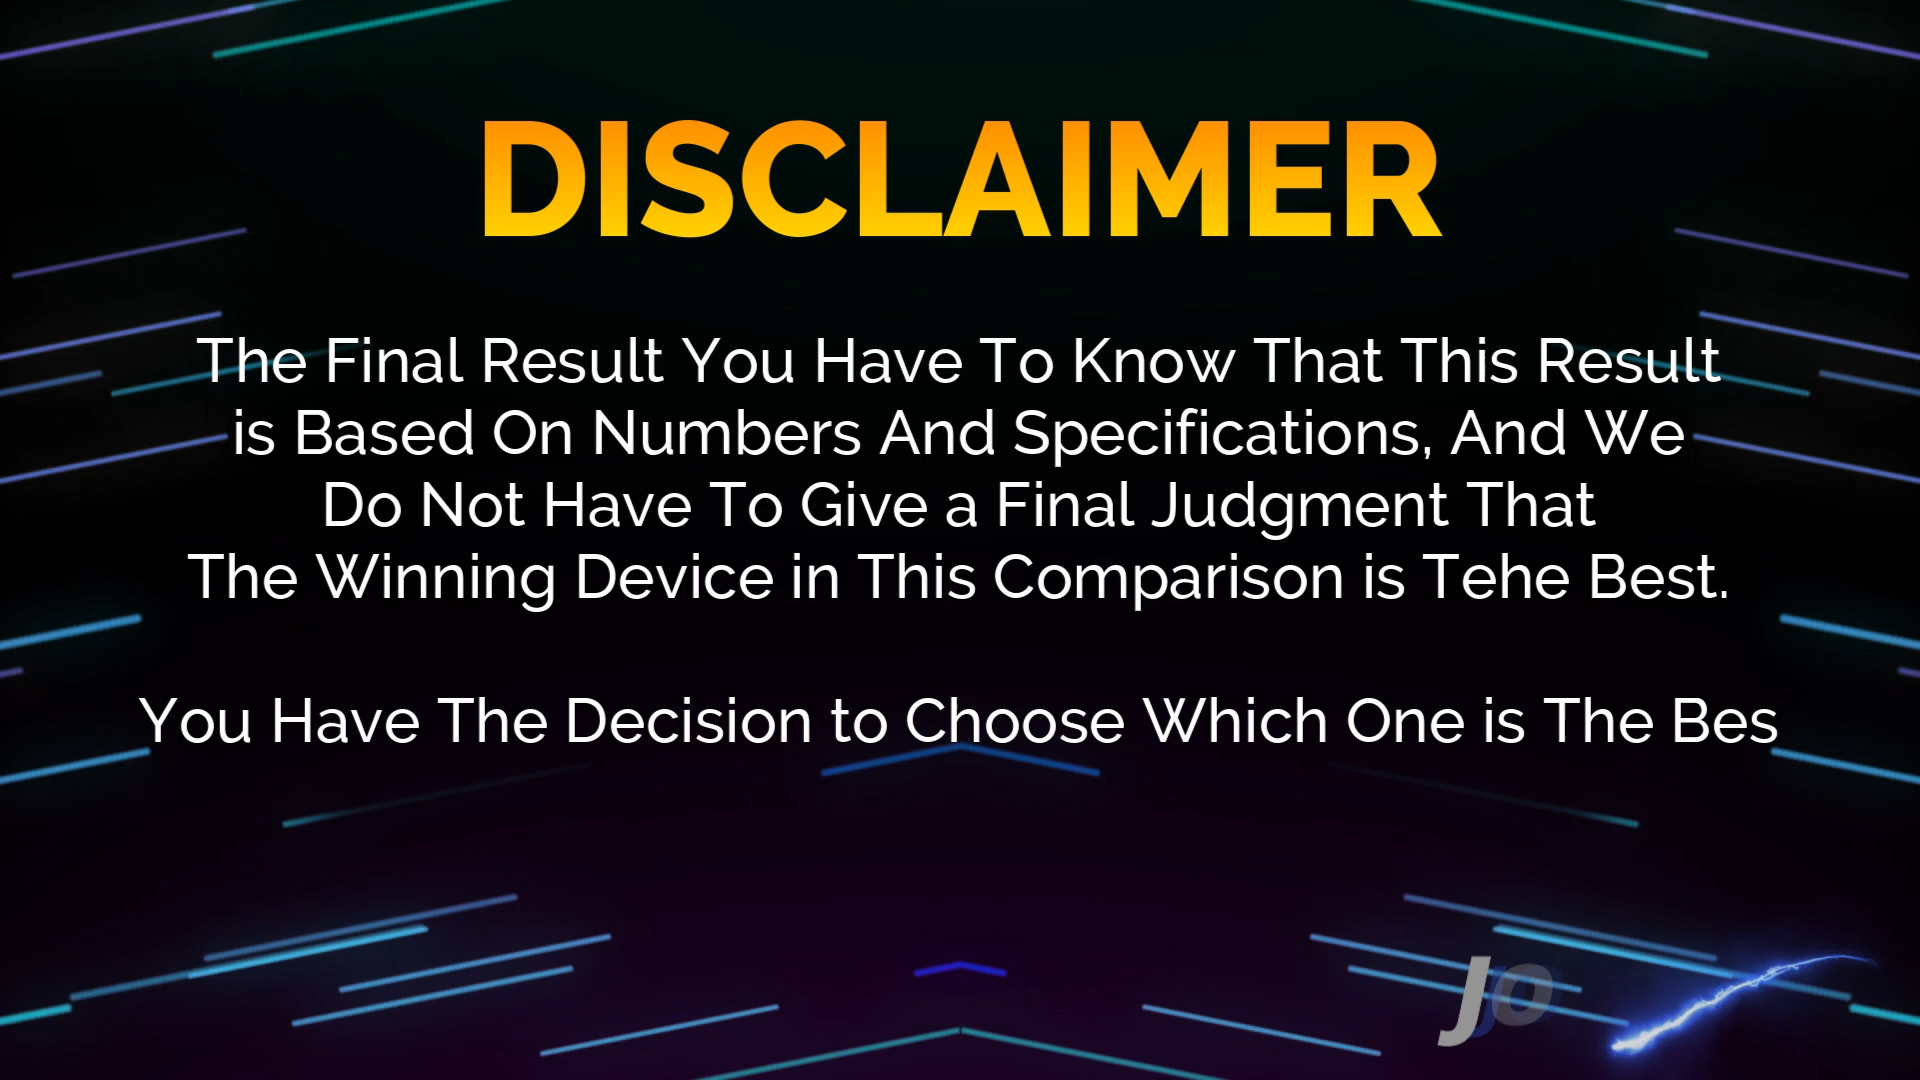 DISCLAIMER
The Final Result You Have To Know That This Result
is Based On Numbers And Specifications, And We
Do Not Have To Give a Final Judgment That
The Winning Device in This Comparison is Tehe Best.
You Have The Decision to Choose Which One is The Bes
Jo